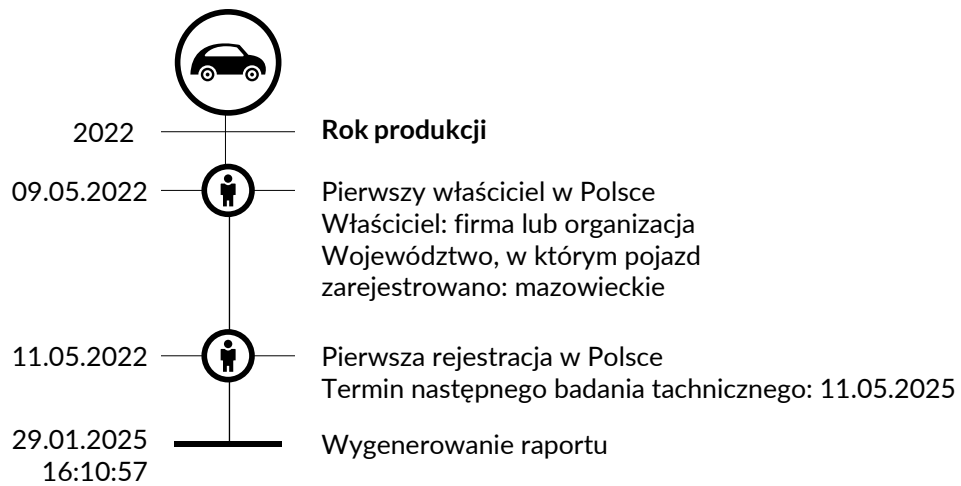 2022
Rok produkcji
09.05.2022
Pierwszy właściciel w Polsce
Właściciel: firma lub organizacja
Województwo, w którym pojazd
zarejestrowano: mazowieckie
11.05.2022
Pierwsza rejestracja w Polsce
Termin następnego badania tachnicznego: 11.05.2025
29.01.2025
16:10:57
Wygenerowanie raportu